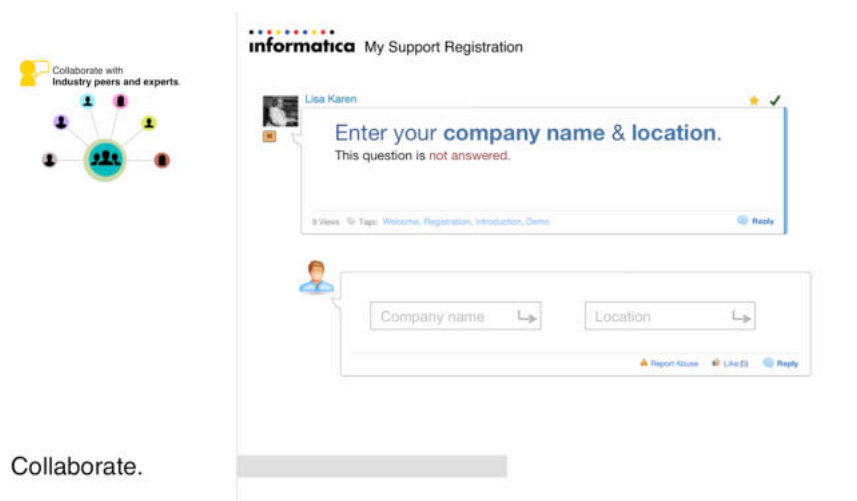 informatica My Support Registration
Collaborate with
Industry peers and experts.
Lisa Karen
Enter your company name & location.
This question is not answered.
9 Views Tags: Welcome, Registration, Introduction, Demo
Reply
Company name
Location
Report Abuse Like (0) Reply
Collaborate.